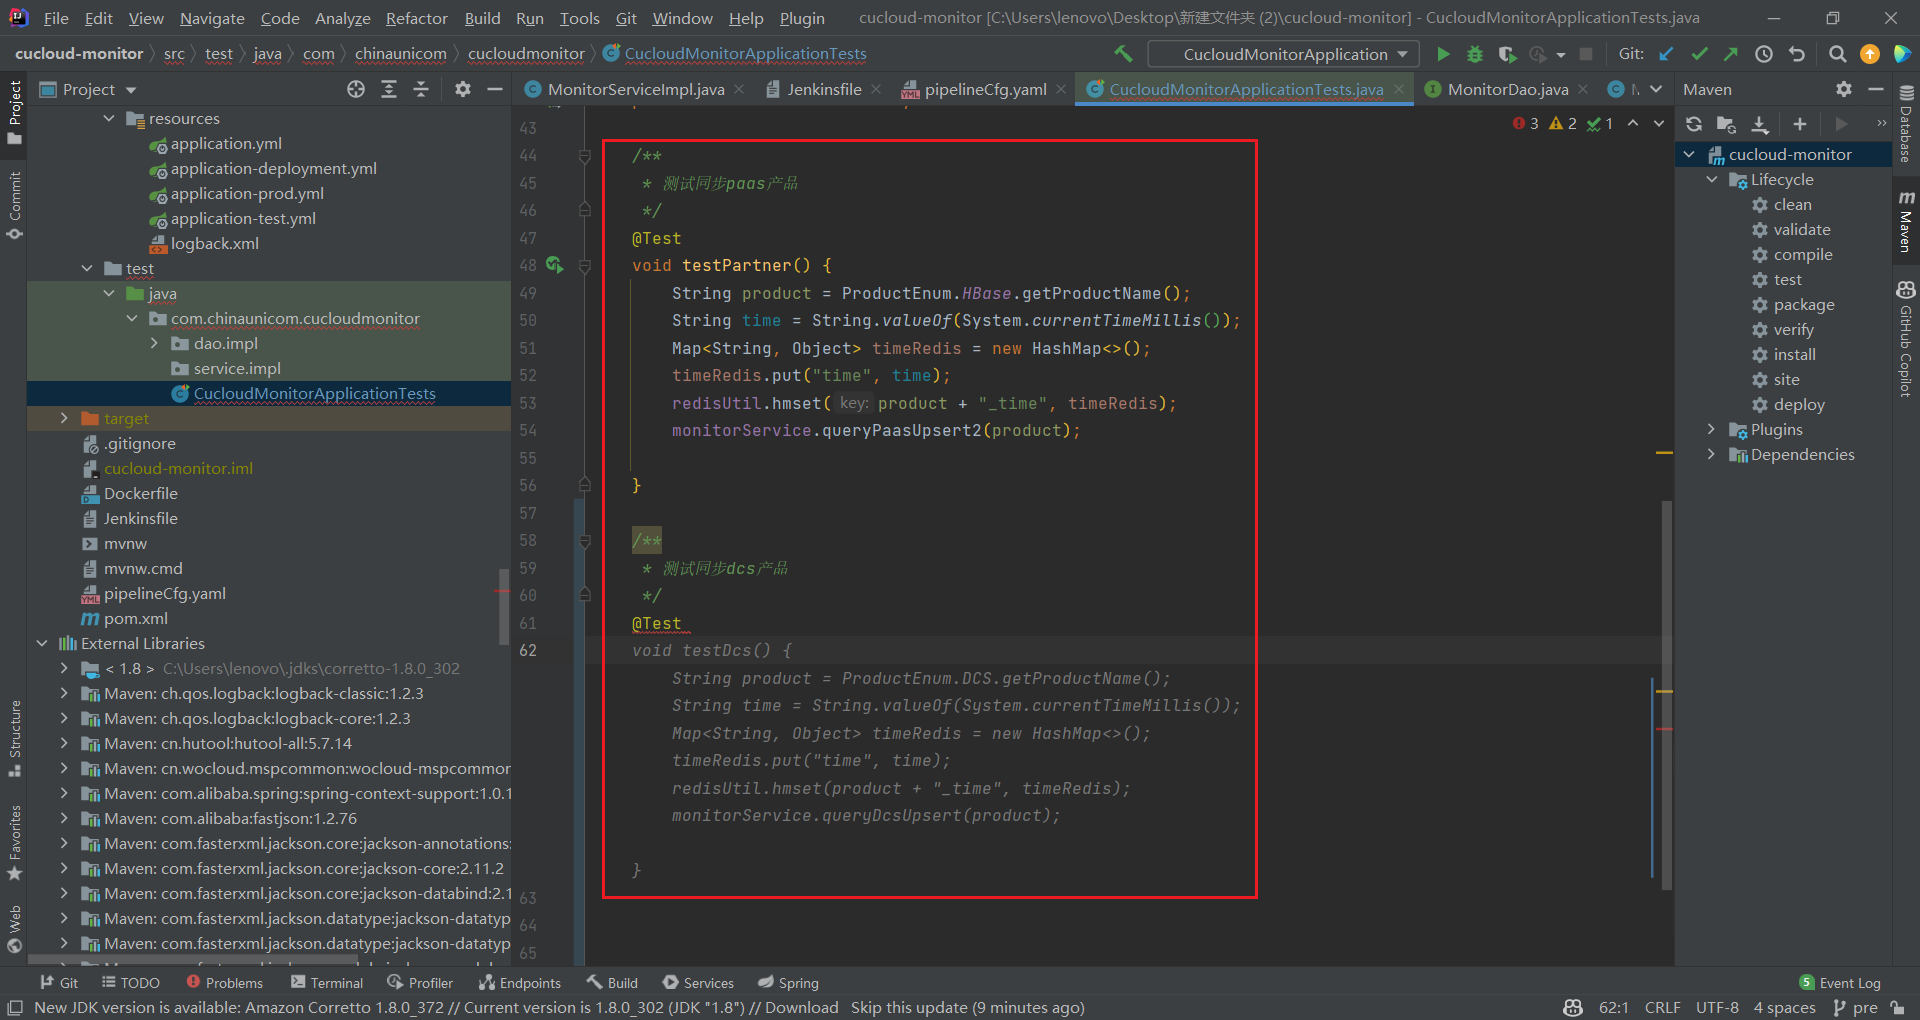 File Edit View Navigate Code Analyze Refactor Build Run Tools Git Window Help Plugin cucloud-monitor [C:\Users\lenovo\Desktop\新建文件夹 (2)\cucloud-monitor] - CucloudMonitorApplicationTests.java
cucloud-monitor src test java com chinaunicom cucloudmonitor CucloudMonitorApplicationTests CucloudMonitorApplication Git:
Project MonitorServiceImpl.java Jenkinsfile pipelineCfg.yaml CucloudMonitorApplicationTests.java MonitorDao.java Maven
Project
Commit
Structure
Favorites
Web
resources
application.yml
application-deployment.yml
application-prod.yml
application-test.yml
logback.xml
test
java
com.chinaunicom.cucloudmonitor
dao.impl
service.impl
CucloudMonitorApplicationTests
target
.gitignore
cucloud-monitor.iml
Dockerfile
Jenkinsfile
mvnw
mvnw.cmd
pipelineCfg.yaml
pom.xml
External Libraries
< 1.8 > C:\Users\lenovo\.jdks\corretto-1.8.0_302
Maven: ch.qos.logback:logback-classic:1.2.3
Maven: ch.qos.logback:logback-core:1.2.3
Maven: cn.hutool:hutool-all:5.7.14
Maven: cn.wocloud.mspcommon:wocloud-mspcommon
Maven: com.alibaba.spring:spring-context-support:1.0.1
Maven: com.alibaba:fastjson:1.2.76
Maven: com.fasterxml.jackson.core:jackson-annotations:
Maven: com.fasterxml.jackson.core:jackson-core:2.11.2
Maven: com.fasterxml.jackson.core:jackson-databind:2.1
Maven: com.fasterxml.jackson.datatype:jackson-datatyp
Maven: com.fasterxml.jackson.datatype:jackson-datatyp
3 2 1
43
44 /**
45 * 测试同步paas产品
46 */
47 @Test
48 void testPartner() {
49 String product = ProductEnum.HBase.getProductName();
50 String time = String.valueOf(System.currentTimeMillis());
51 Map<String, Object> timeRedis = new HashMap<>();
52 timeRedis.put("time", time);
53 redisUtil.hmset( key: product + "_time", timeRedis);
54 monitorService.queryPaasUpsert2(product);
55
56 }
57
58 /**
59 * 测试同步dcs产品
60 */
61 @Test
62 void testDcs() {
String product = ProductEnum.DCS.getProductName();
String time = String.valueOf(System.currentTimeMillis());
Map<String, Object> timeRedis = new HashMap<>();
timeRedis.put("time", time);
redisUtil.hmset(product + "_time", timeRedis);
monitorService.queryDcsUpsert(product);
}
63
64
65
cucloud-monitor
Lifecycle
clean
validate
compile
test
package
verify
install
site
deploy
Plugins
Dependencies
Database
Maven
GitHub Copilot
Git TODO Problems Terminal Profiler Endpoints Build Services Spring 5 Event Log
New JDK version is available: Amazon Corretto 1.8.0_372 // Current version is 1.8.0_302 (JDK "1.8") // Download Skip this update (9 minutes ago) 62:1 CRLF UTF-8 4 spaces pre